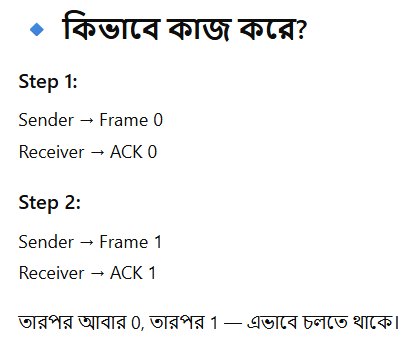 🔹 কিভাবে কাজ করে?
Step 1:
Sender → Frame 0
Receiver → ACK 0
Step 2:
Sender → Frame 1
Receiver → ACK 1
তারপর আবার 0, তারপর 1 — এভাবে চলতে থাকে।